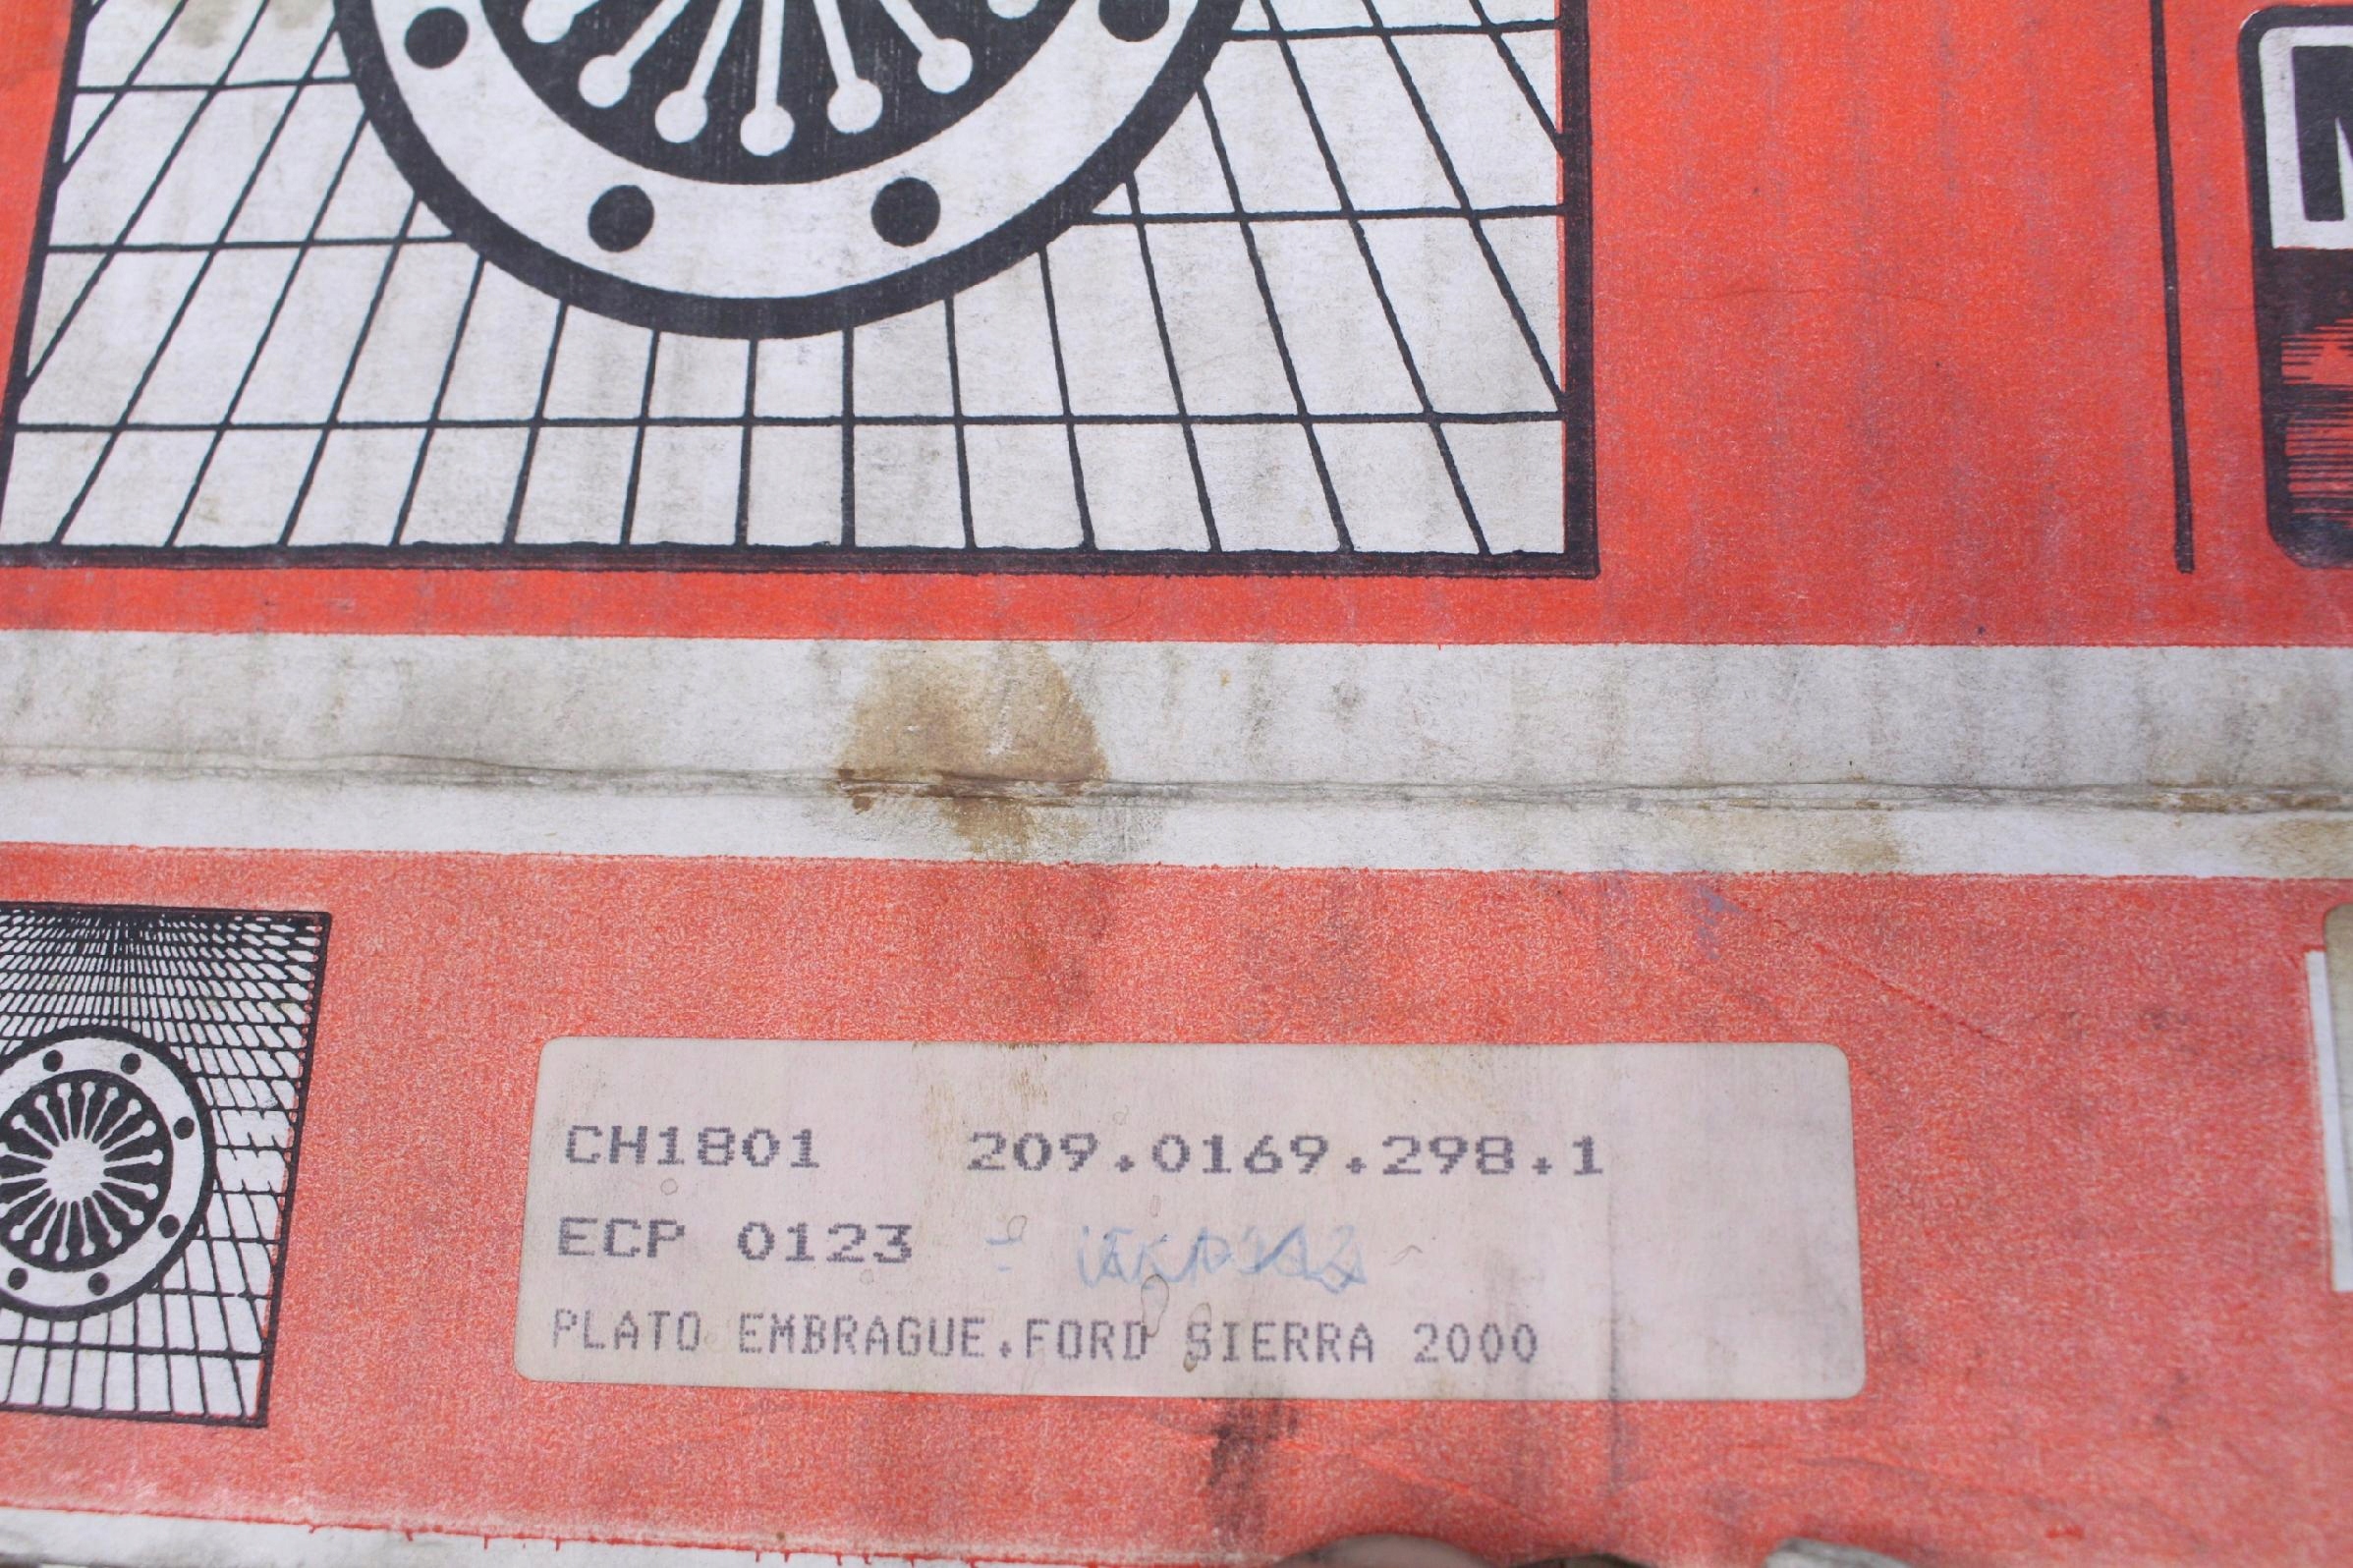 CH1801 209.0169.298.1
ECP 0123
PLATO EMBRAGUE.FORD SIERRA 2000